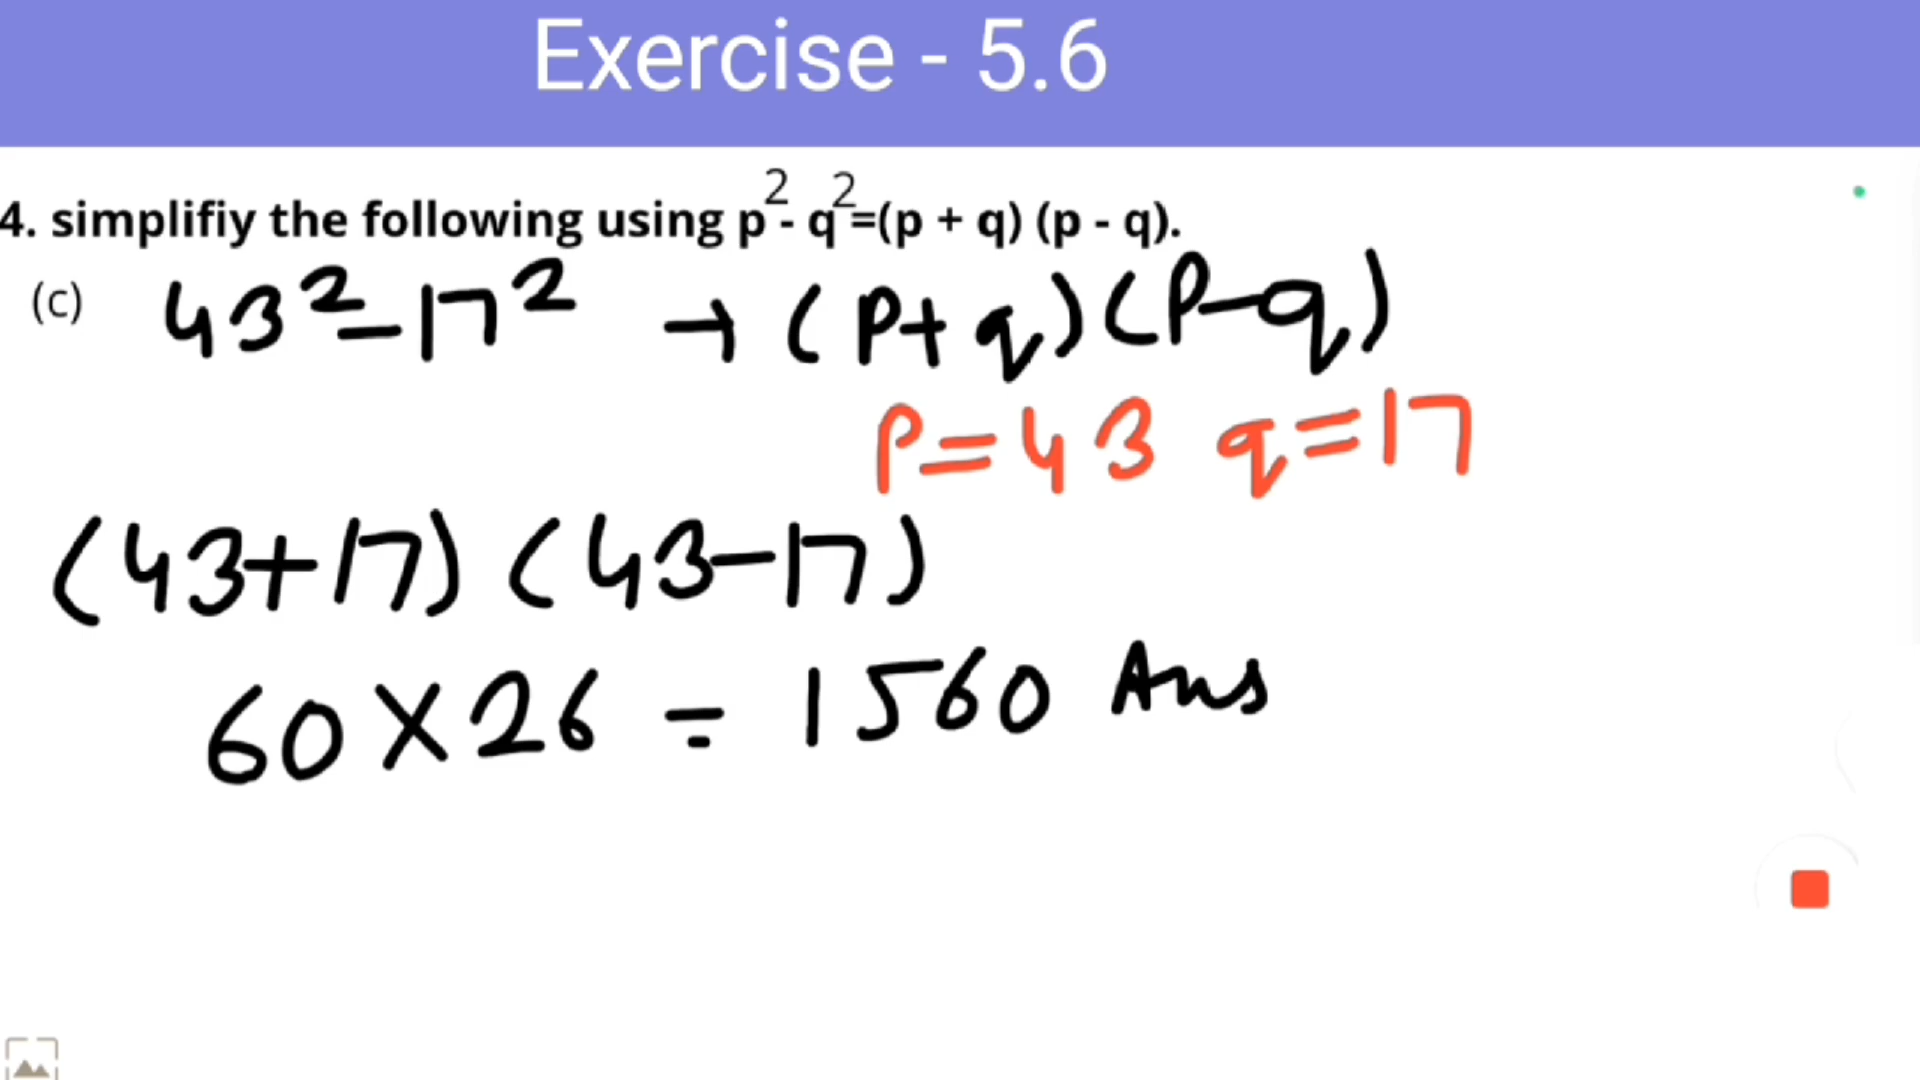 Exercise - 5.6
4. simplifiy the following using p²- q²=(p + q) (p - q).
(c) 43²-17² → (P+q)(P-q)
P=43 q=17
(43+17) (43-17)
60×26 = 1560 Ans